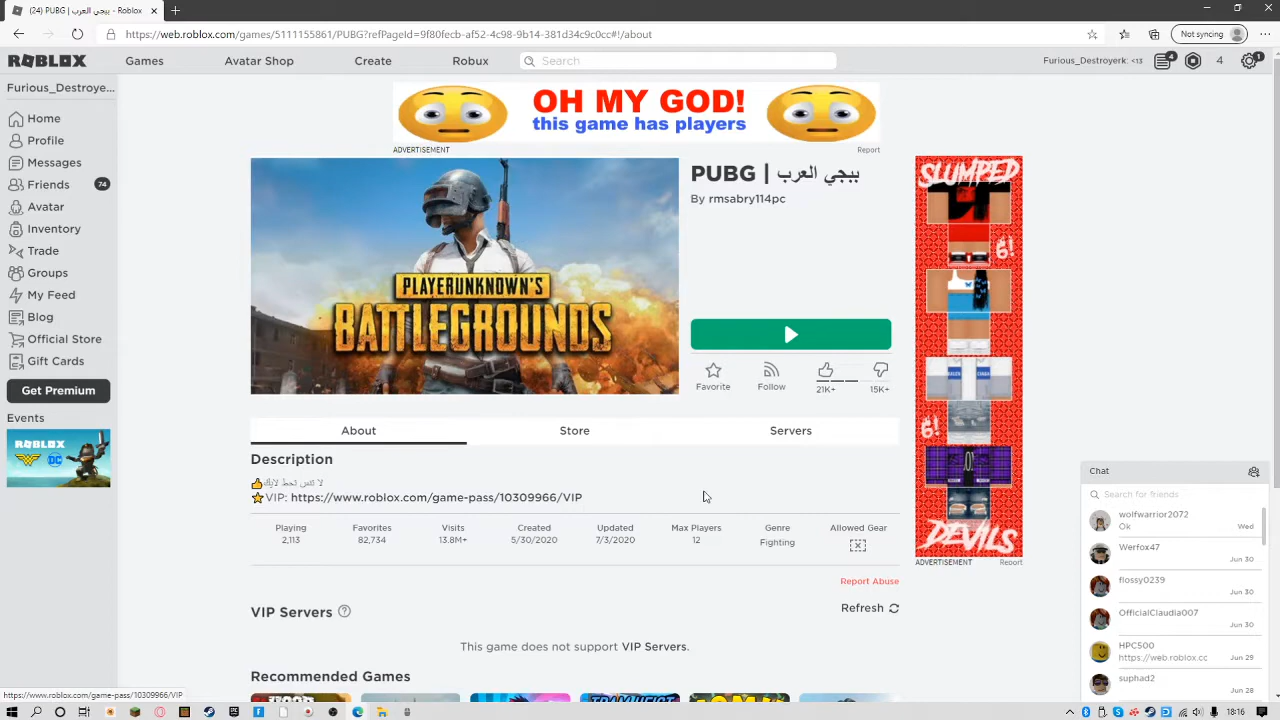 (24) PUBG | ببجي العرب - Roblox
https://web.roblox.com/games/5111155861/PUBG?refPageId=9f80fecb-af52-4c98-9b14-381d34c9c0cc#!/about
Not syncing
ROBLOX
Games
Avatar Shop
Create
Robux
Search
Furious_Destroyerk: <13
4
4
1
Furious_Destroye...
Home
Profile
Messages
Friends
74
Avatar
Inventory
Trade
Groups
My Feed
Blog
Official Store
Gift Cards
Get Premium
Events
ROBLOX
DC
OH MY GOD!
this game has players
ADVERTISEMENT
Report
PLAYERUNKNOWN'S
BATTLEGROUNDS
PUBG | ببجي العرب
By rmsabry114pc
Favorite
Follow
21K+
15K+
SLUMPED
6!
6!
DEVILS
ADVERTISEMENT
Report
About
Store
Servers
Description
VIP: https://www.roblox.com/game-pass/10309966/VIP
Playing
2,113
Favorites
82,734
Visits
13.8M+
Created
5/30/2020
Updated
7/3/2020
Max Players
12
Genre
Fighting
Allowed Gear
Report Abuse
VIP Servers
Refresh
This game does not support VIP Servers.
Recommended Games
Chat
Search for friends
wolfwarrior2072
Ok
Wed
Werfox47
Jun 30
flossy0239
Jun 30
OfficialClaudia007
Jun 30
HPC500
https://web.roblox.cc
Jun 29
suphad2
Jun 28
https://www.roblox.com/game-pass/10309966/VIP
18:16